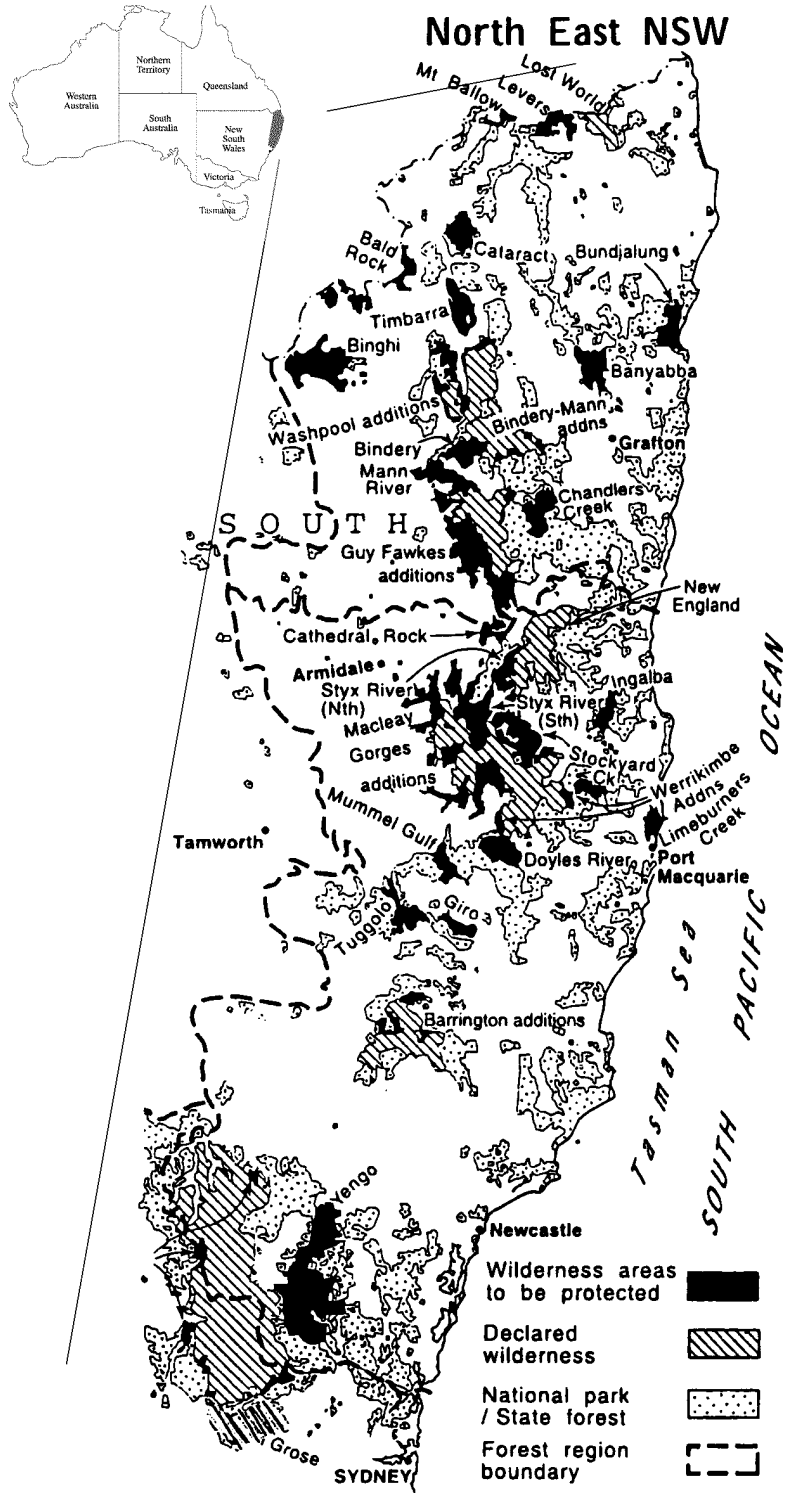 North East NSW
Northern
Territory
Western
Australia
Queensland
South
Australia
New
South
Wales
Victoria
Tasmania
Mt Ballow
Levers
Lost World
Bald
Rock
Cataract
Bundjalung
Timbarra
Binghi
Banyabba
Washpool additions
Bindery-Mann
addns
Bindery
Grafton
Mann
River
Chandlers
Creek
SOUTH
Guy Fawkes
additions
New
England
Cathedral Rock
Armidale
Styx River
(Nth)
Ingalba
Styx River
(Sth)
Macleay
Gorges
additions
Stockyard
Ck
Werrikimbe
Addns
Limeburners
Creek
Mummel Gulf
Tamworth
Doyles River
Port
Macquarie
Tuggolo
Giro
Barrington additions
Tasman Sea
SOUTH PACIFIC OCEAN
Yengo
Newcastle
Wilderness areas
to be protected
Declared
wilderness
National park
/ State forest
Forest region
boundary
Grose
SYDNEY